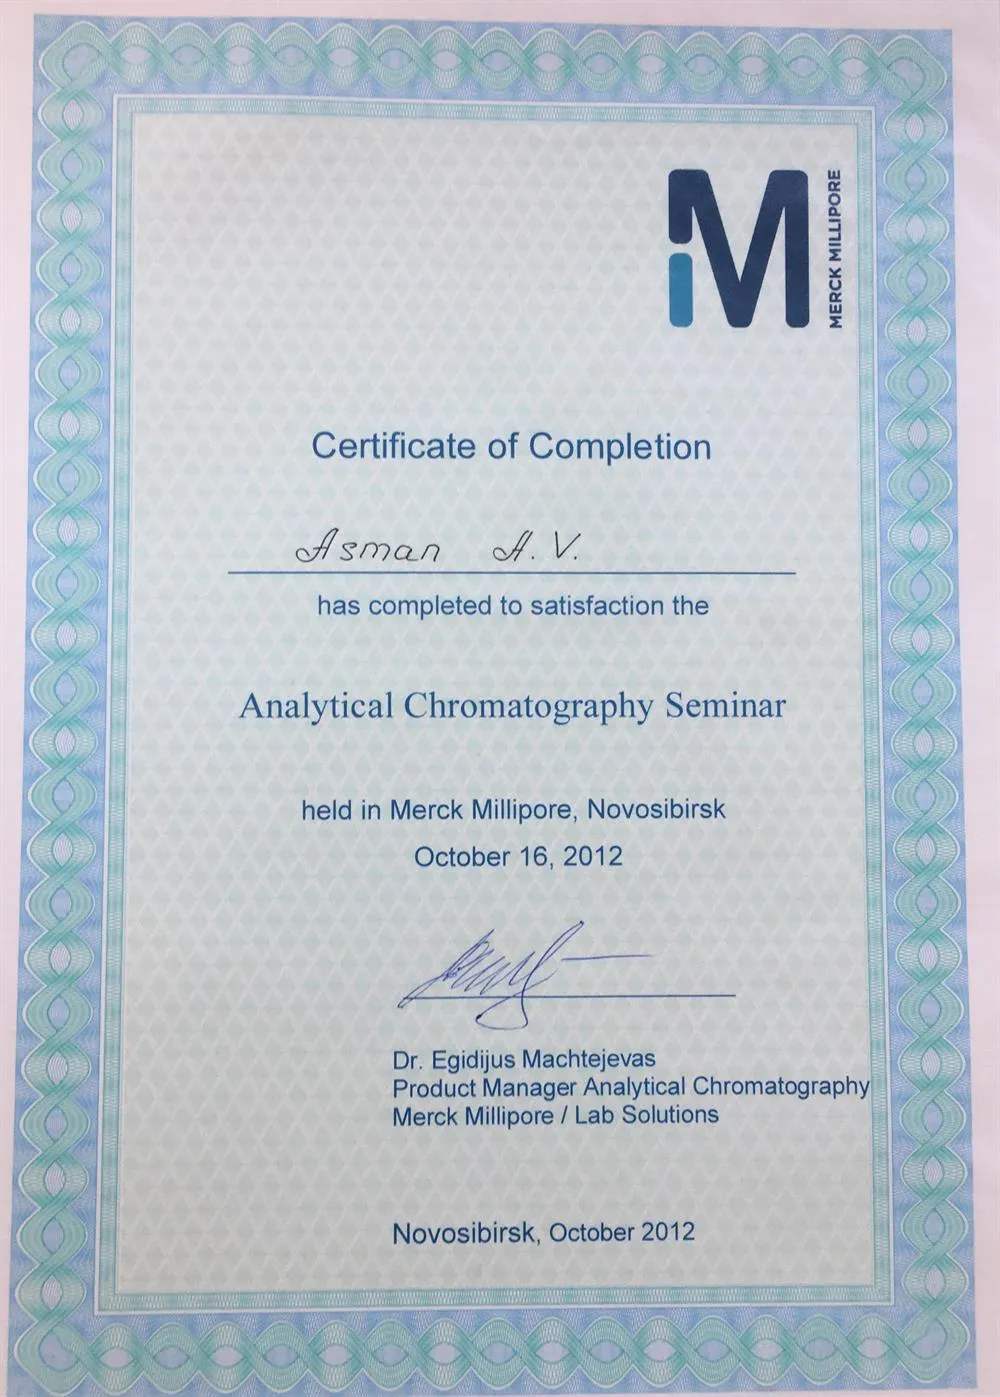 M
MERCK MILLIPORE
Certificate of Completion
Asman A. V.
has completed to satisfaction the
Analytical Chromatography Seminar
held in Merck Millipore, Novosibirsk
October 16, 2012
Dr. Egidijus Machtejevas
Product Manager Analytical Chromatography
Merck Millipore / Lab Solutions
Novosibirsk, October 2012